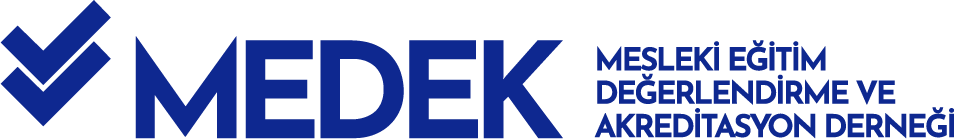 MEDEK
MESLEKİ EĞİTİM
DEĞERLENDİRME VE
AKREDİTASYON DERNEĞİ